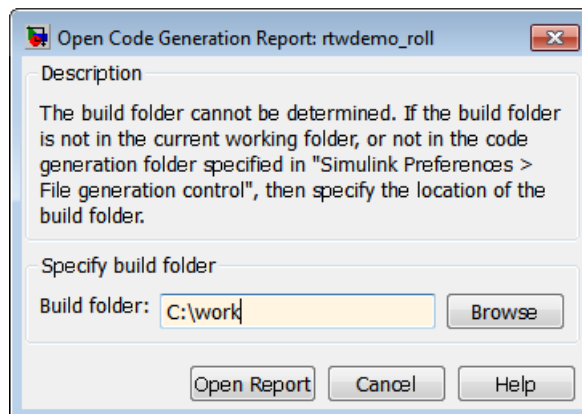 Open Code Generation Report: rtwdemo_roll
Description
The build folder cannot be determined. If the build folder
is not in the current working folder, or not in the code
generation folder specified in "Simulink Preferences >
File generation control", then specify the location of the
build folder.
Specify build folder
Build folder: C:\work Browse
Open Report Cancel Help